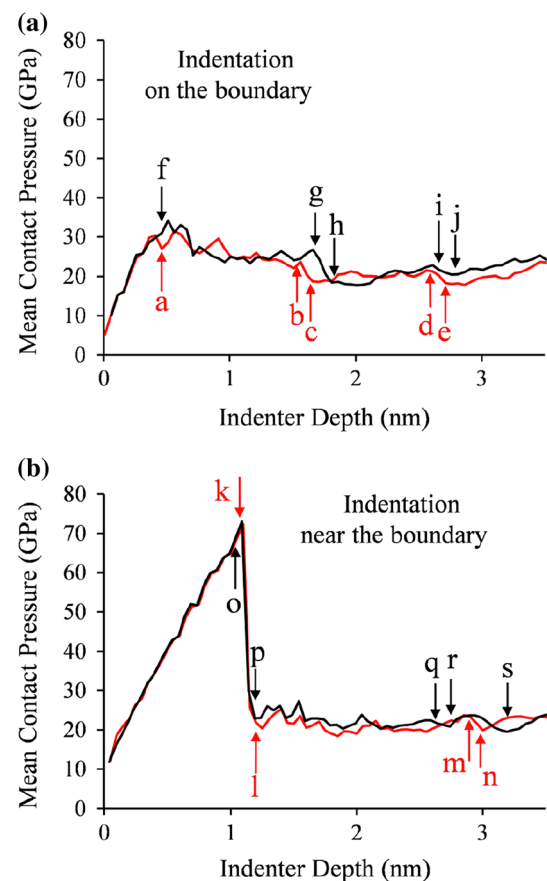 (a)
80
70
60
50
40
30
20
10
0
Mean Contact Pressure (GPa)
Indentation
on the boundary
f
g
h
i
j
a
b
c
d
e
0
1
2
3
Indenter Depth (nm)
(b)
80
70
60
50
40
30
20
10
0
Mean Contact Pressure (GPa)
Indentation
near the boundary
k
o
p
q
r
s
l
m
n
0
1
2
3
Indenter Depth (nm)